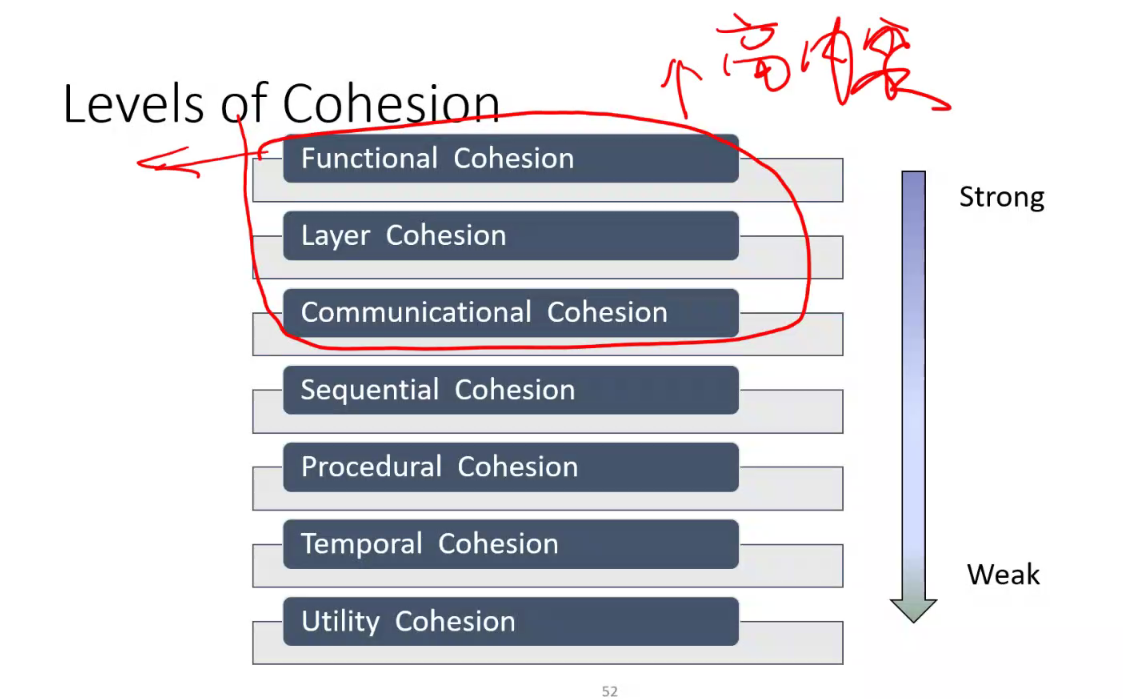 高内聚
Levels of Cohesion
Functional Cohesion
Layer Cohesion
Communicational Cohesion
Sequential Cohesion
Procedural Cohesion
Temporal Cohesion
Utility Cohesion
Strong
Weak
52